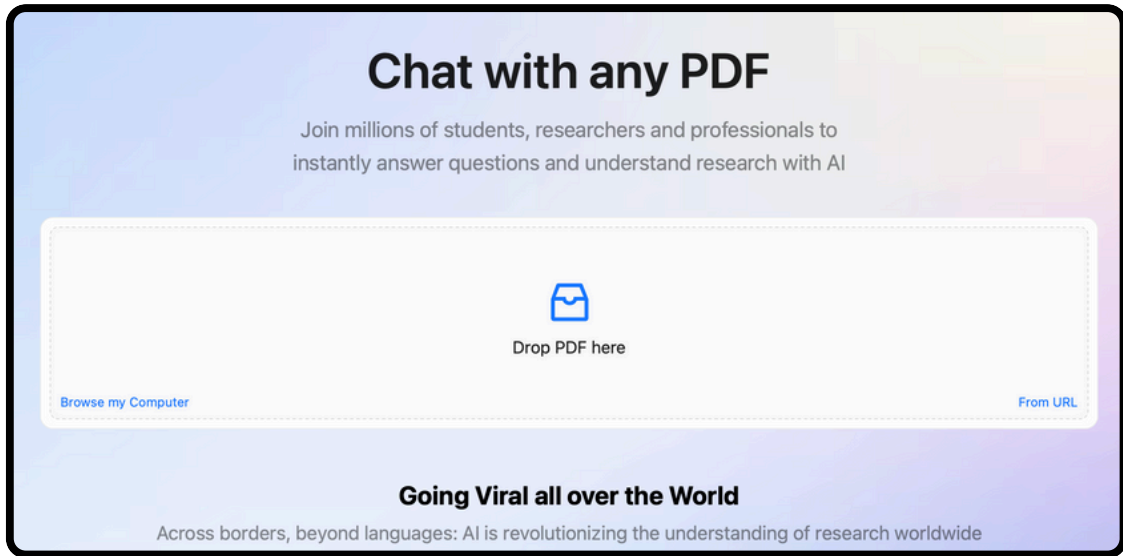 Chat with any PDF
Join millions of students, researchers and professionals to
instantly answer questions and understand research with AI
Drop PDF here
Browse my Computer
From URL
Going Viral all over the World
Across borders, beyond languages: AI is revolutionizing the understanding of research worldwide